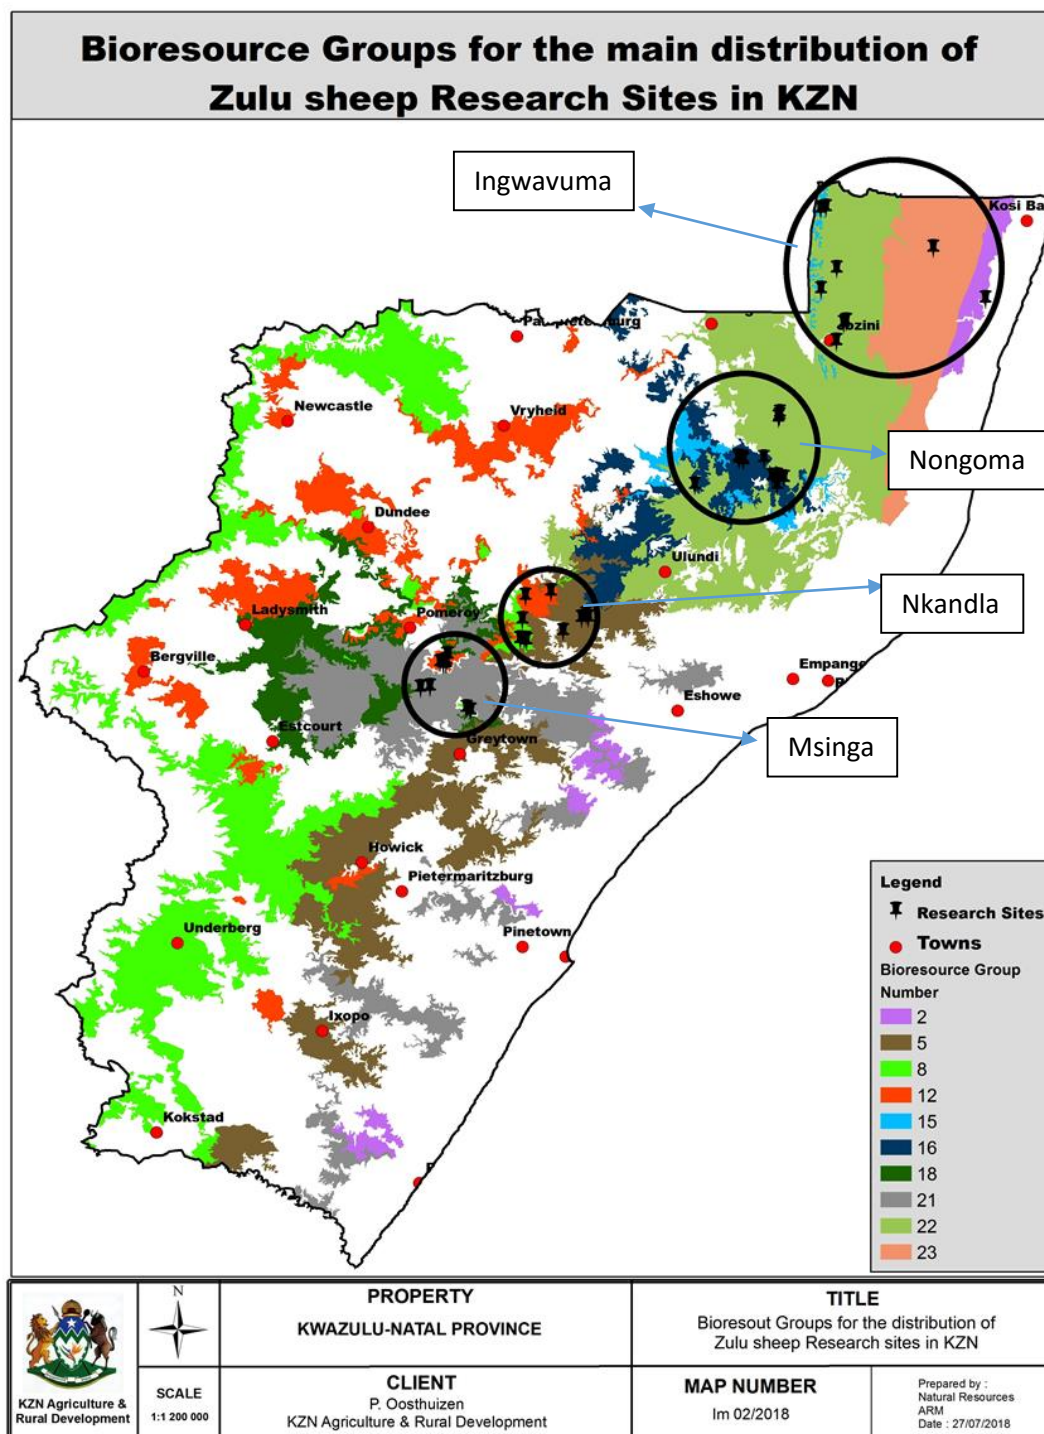 Bioresource Groups for the main distribution of
Zulu sheep Research Sites in KZN
Ingwavuma
Kosi Ba
bzini
Newcastle
Vryheid
Nongoma
Dundee
Ulundi
Nkandla
Ladysmith
Pomeroy
Bergville
Empange
Eshowe
Estcourt
Msinga
Greytown
Howick
Pietermaritzburg
Underberg
Pinetown
Ixopo
Kokstad
Legend
Research Sites
Towns
Bioresource Group
Number
2
5
8
12
15
16
18
21
22
23
KZN Agriculture &
Rural Development
N
SCALE
1:1 200 000
PROPERTY
KWAZULU-NATAL PROVINCE
CLIENT
P. Oosthuizen
KZN Agriculture & Rural Development
TITLE
Bioresout Groups for the distribution of
Zulu sheep Research sites in KZN
MAP NUMBER
Im 02/2018
Prepared by :
Natural Resources
ARM
Date : 27/07/2018